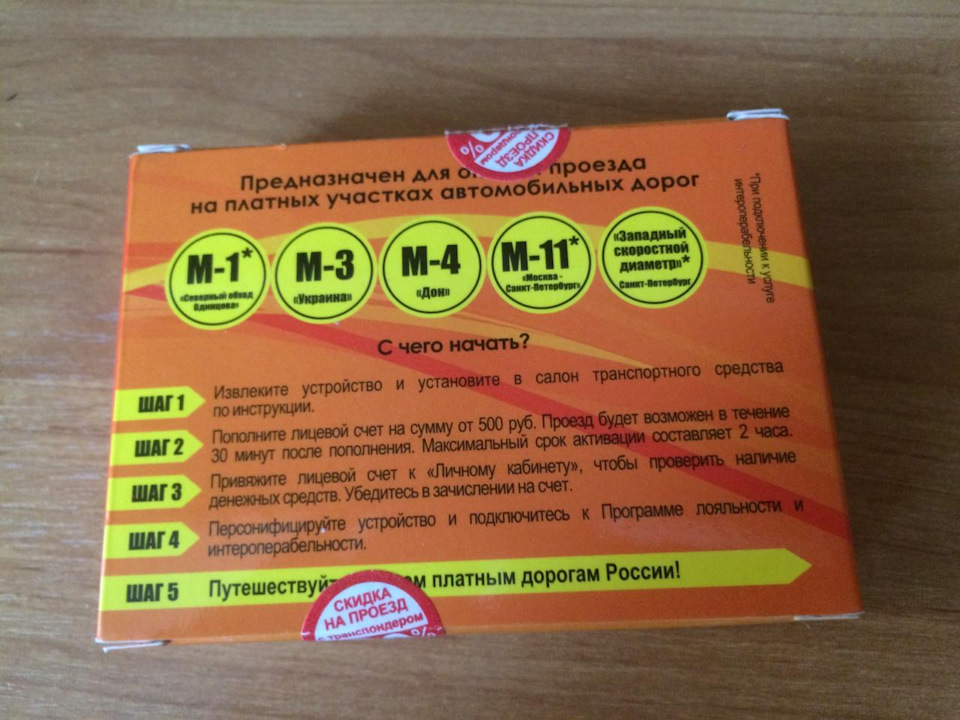 СКИДКА
ПРОЕЗД
%
Предназначен для проезда
на платных участках автомобильных дорог
М-1*
«Северный обход
Одинцова»
М-3
«Украина»
М-4
«Дон»
М-11*
«Москва -
Санкт-Петербург»
«Западный
скоростной
диаметр»*
Санкт-Петербург
*При подключении к услуге
интероперабельности
С чего начать?
ШАГ 1
Извлеките устройство и установите в салон транспортного средства
по инструкции.
ШАГ 2
Пополните лицевой счет на сумму от 500 руб. Проезд будет возможен в течение
30 минут после пополнения. Максимальный срок активации составляет 2 часа.
ШАГ 3
Привяжите лицевой счет к «Личному кабинету», чтобы проверить наличие
денежных средств. Убедитесь в зачислении на счет.
ШАГ 4
Персонифицируйте устройство и подключитесь к Программе лояльности и
интероперабельности.
ШАГ 5
платным дорогам России!
СКИДКА
НА ПРОЕЗД
с транспондером
%